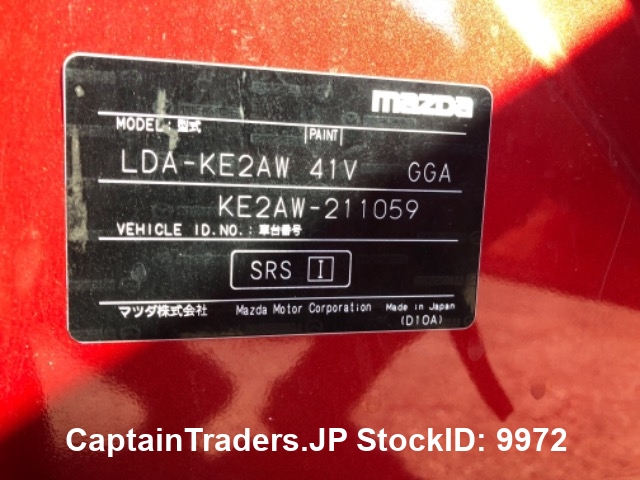 mazda
MODEL: 型式 PAINT
LDA-KE2AW 41V GGA
KE2AW-211059
VEHICLE ID.NO.: 車台番号
SRS I
マツダ株式会社 Mazda Motor Corporation Made in Japan
(D10A)
CaptainTraders.JP StockID: 9972